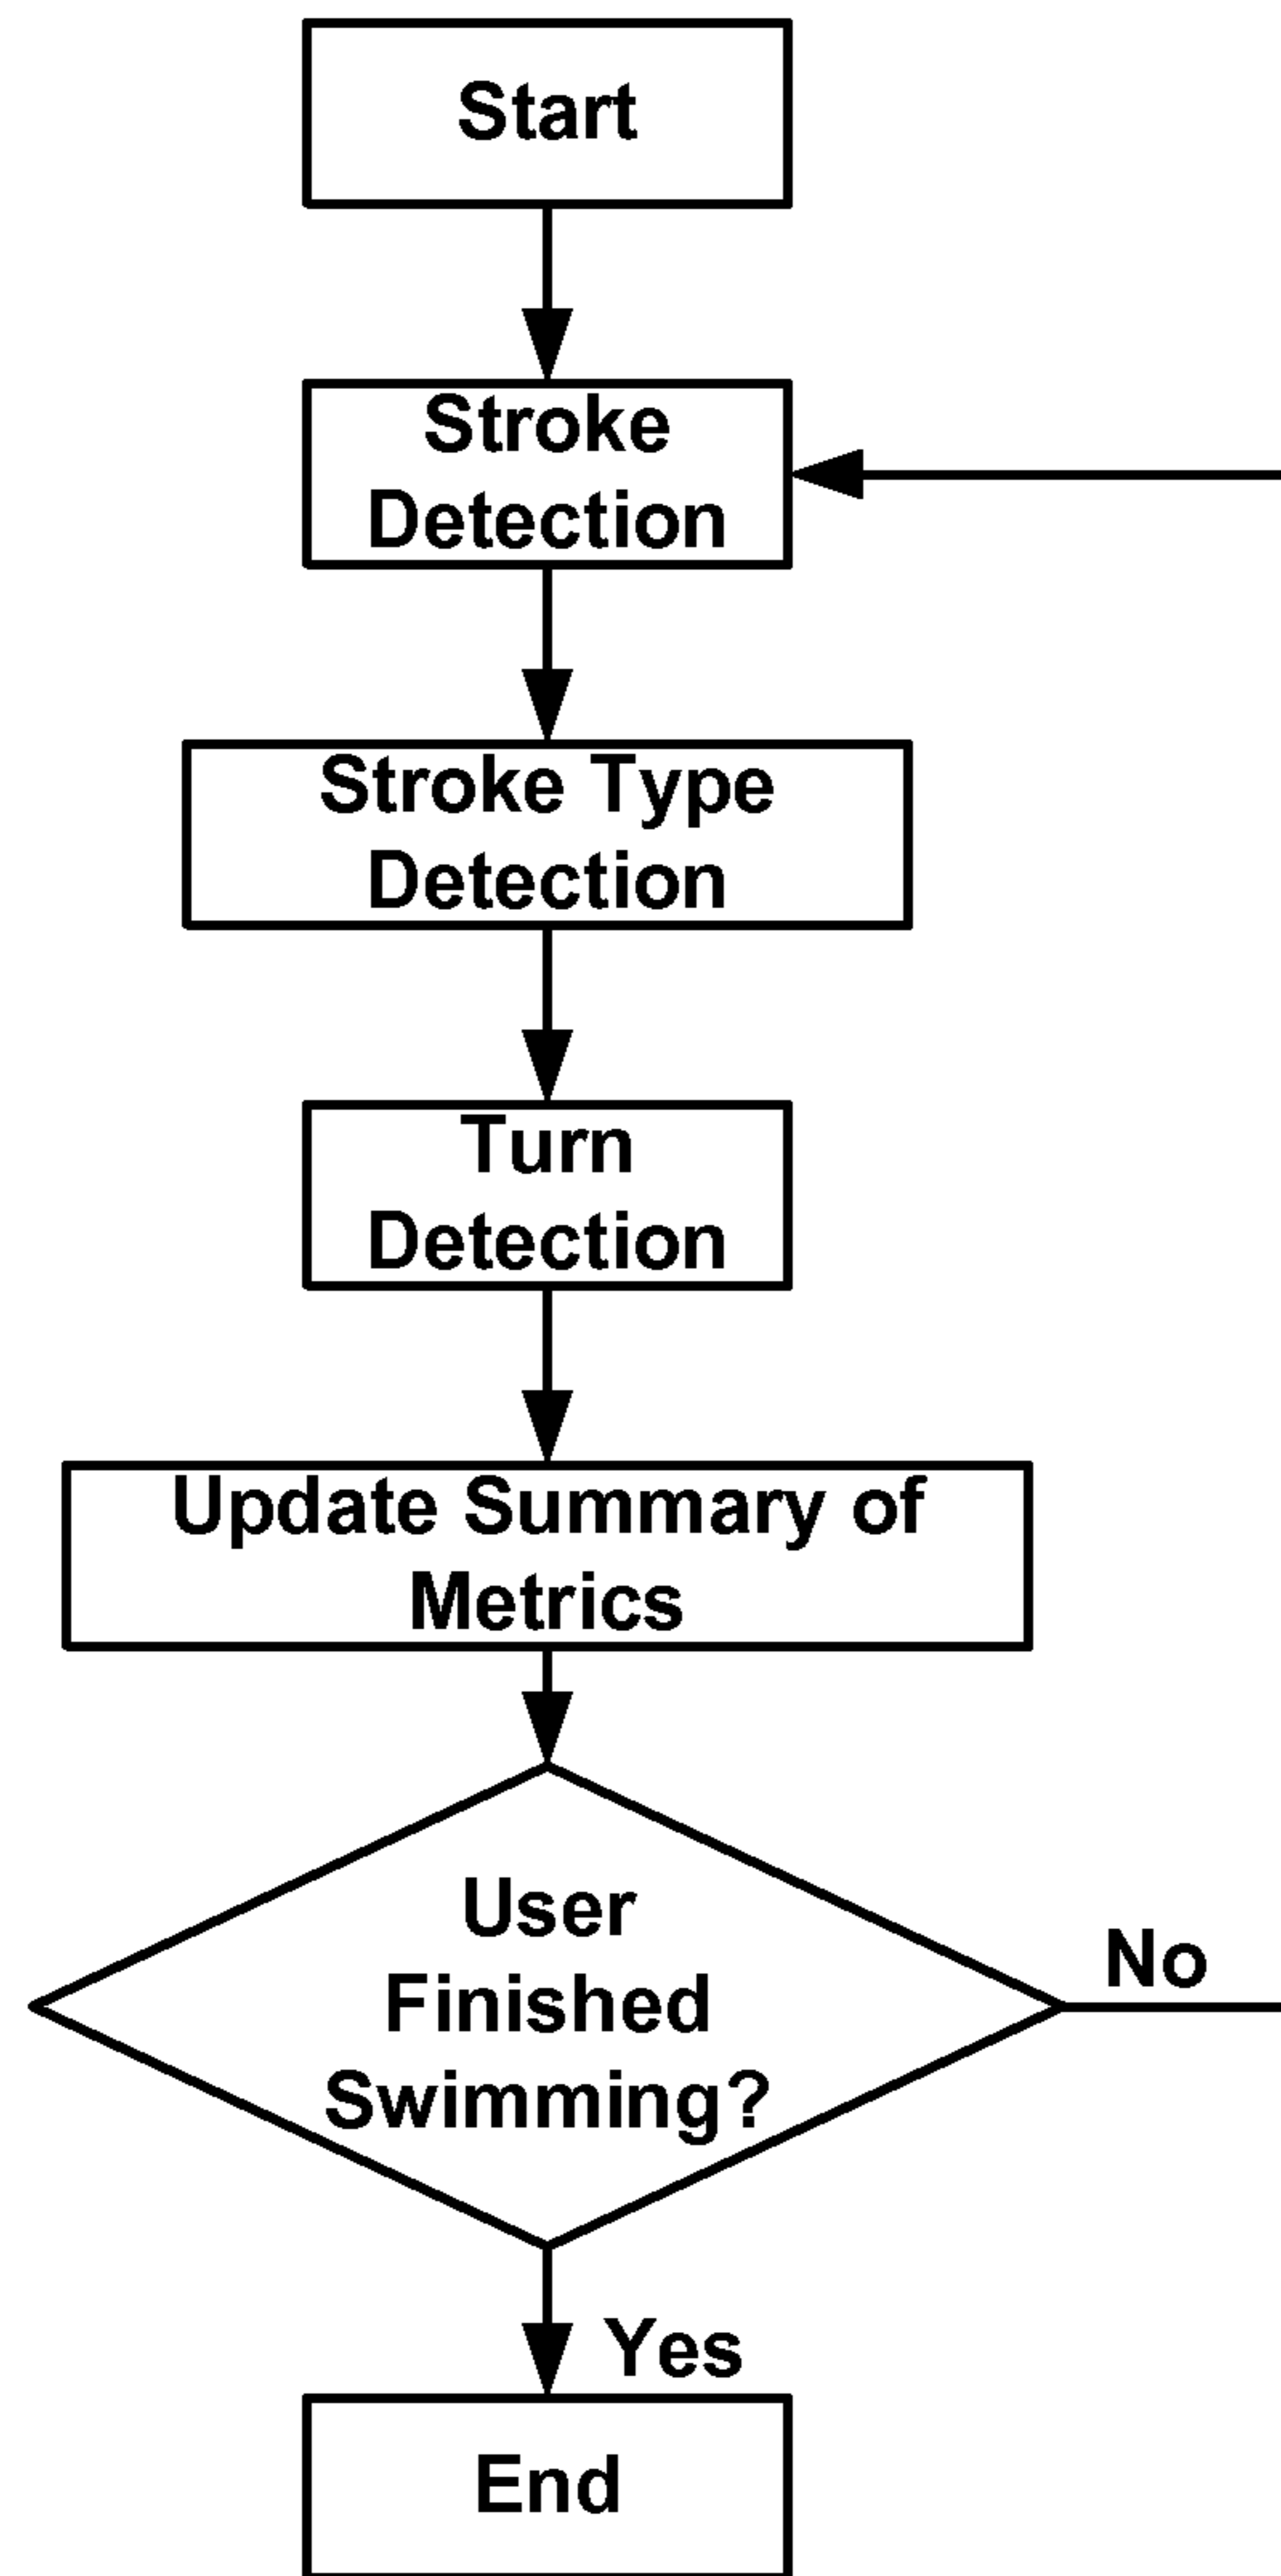 Start
Stroke
Detection
Stroke Type
Detection
Turn
Detection
Update Summary of
Metrics
User
Finished
Swimming?
No
Yes
End